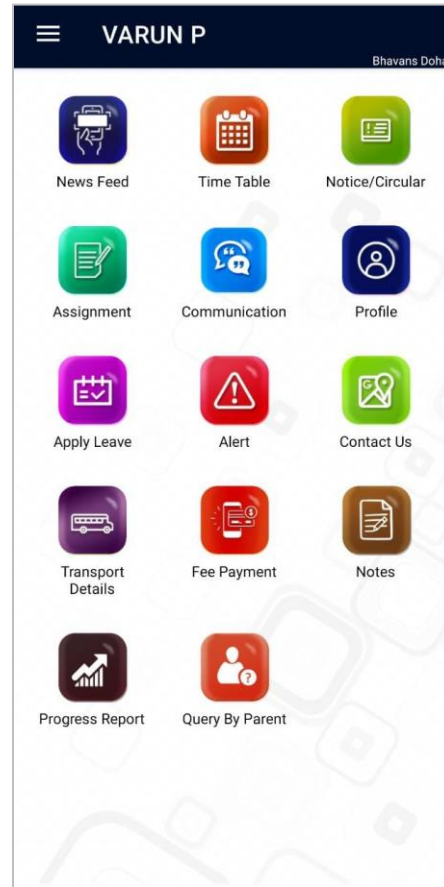 VARUN P
Bhavans Doha
News Feed
Time Table
Notice/Circular
Assignment
Communication
Profile
Apply Leave
Alert
Contact Us
Transport
Details
Fee Payment
Notes
Progress Report
Query By Parent